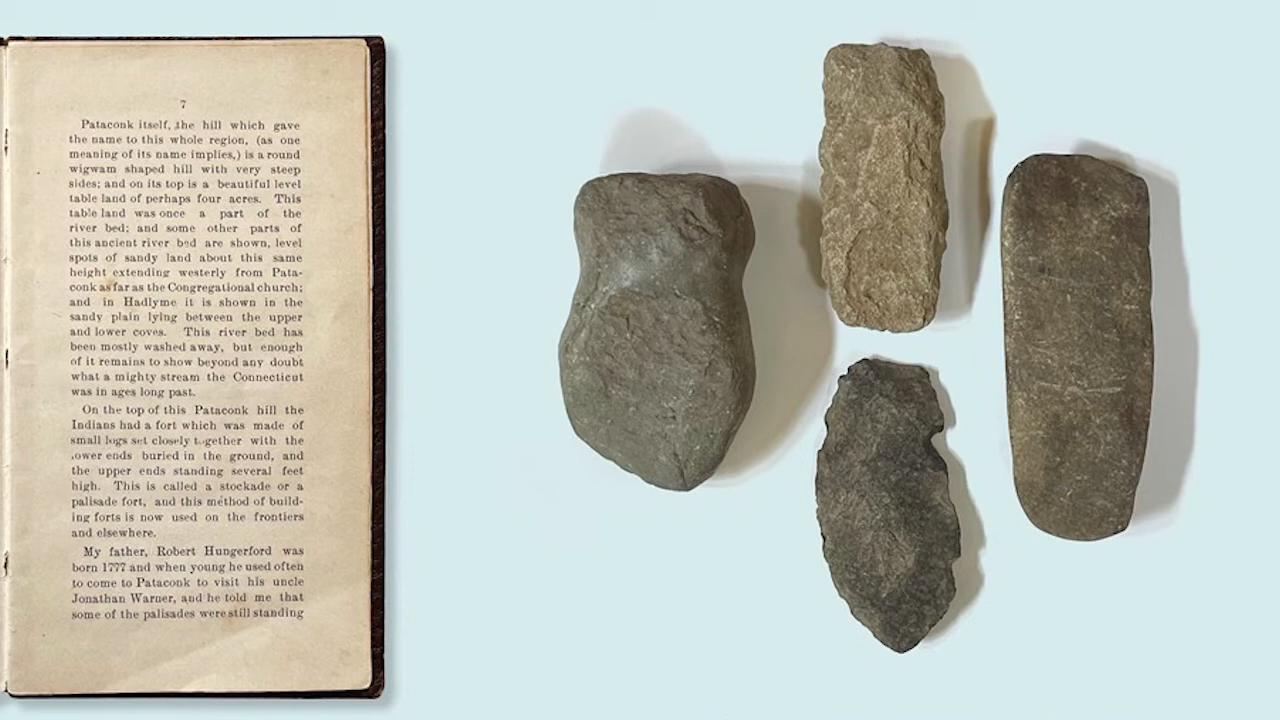 7
Pataconk itself, the hill which gave
the name to this whole region, (as one
meaning of its name implies,) is a round
wigwam shaped hill with very steep
sides; and on its top is a beautiful level
table land of perhaps four acres. This
table land was once a part of the
river bed; and some other parts of
this ancient river bed are shown, level
spots of sandy land about this same
height extending westerly from Pata-
conk as far as the Congregational church;
and in Hadlyme it is shown in the
sandy plain lying between the upper
and lower coves. This river bed has
been mostly washed away, but enough
of it remains to show beyond any doubt
what a mighty stream the Connecticut
was in ages long past.
On the top of this Pataconk hill the
Indians had a fort which was made of
small logs set closely together with the
lower ends buried in the ground, and
the upper ends standing several feet
high. This is called a stockade or a
palisade fort, and this method of build-
ing forts is now used on the frontiers
and elsewhere.
My father, Robert Hungerford was
born 1777 and when young he used often
to come to Pataconk to visit his uncle
Jonathan Warner, and he told me that
some of the palisades were still standing